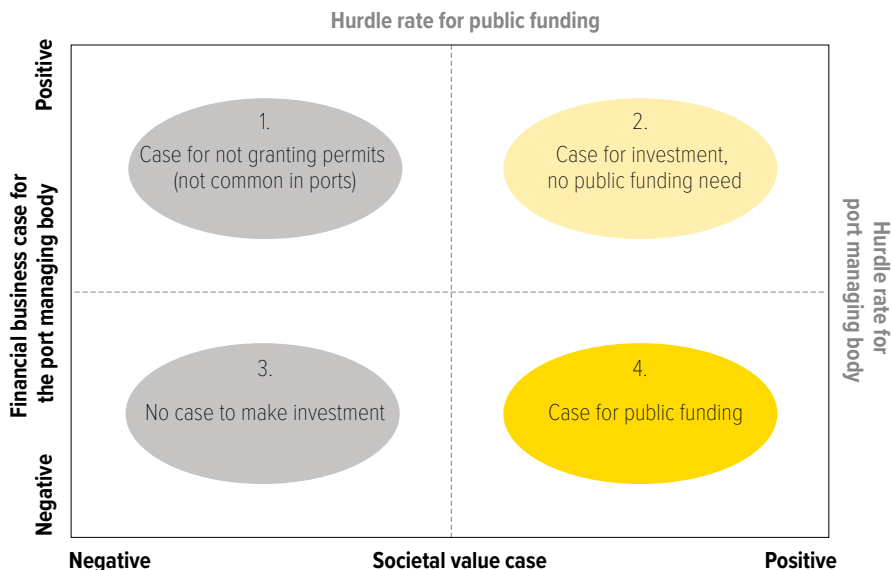 Hurdle rate for public funding
Positive
1.
Case for not granting permits
(not common in ports)
2.
Case for investment,
no public funding need
Financial business case for
the port managing body
Hurdle rate for
port managing body
3.
No case to make investment
4.
Case for public funding
Negative
Negative
Societal value case
Positive